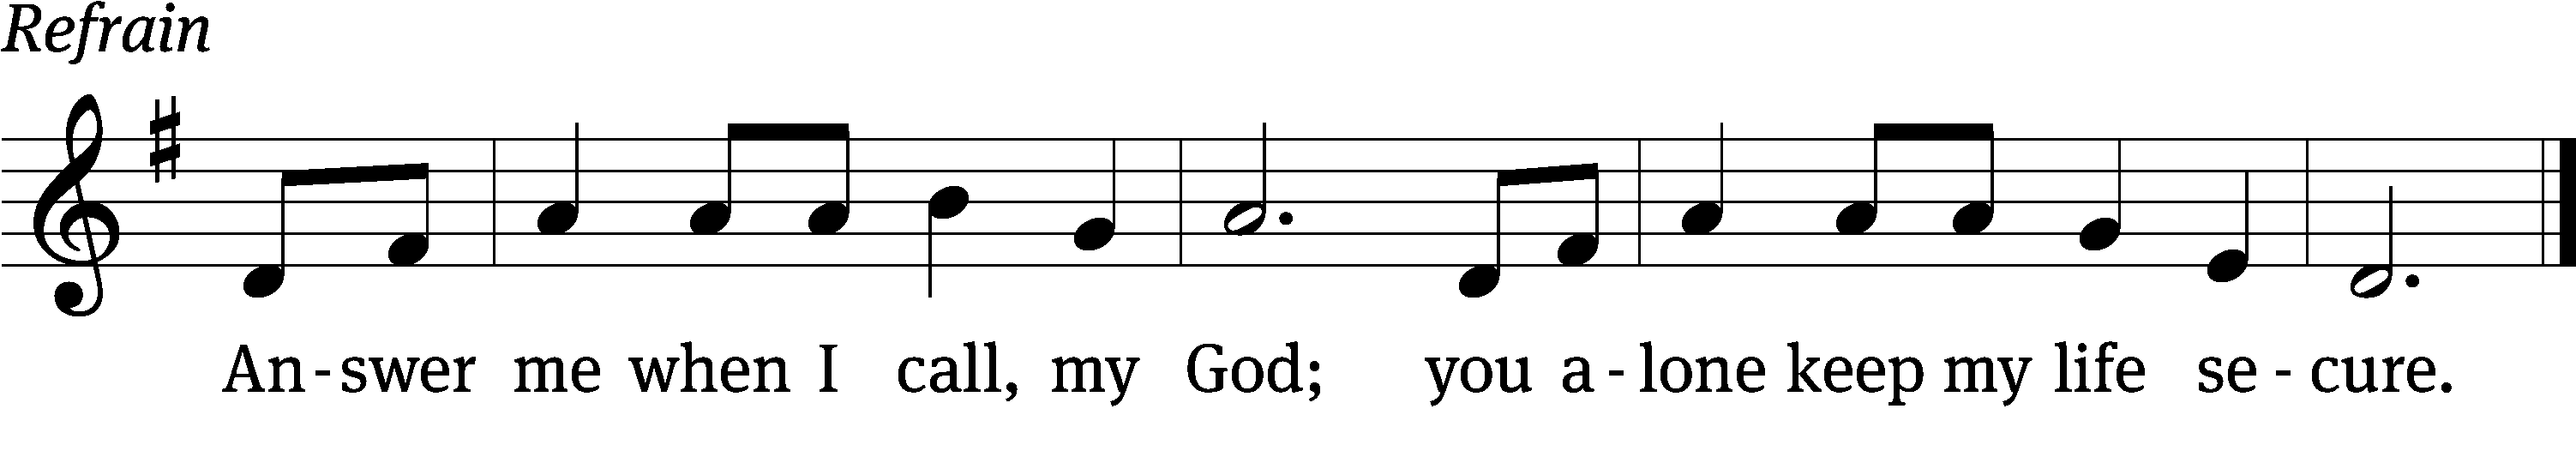 Refrain
An-swer me when I call, my God; you a-lone keep my life se-cure.